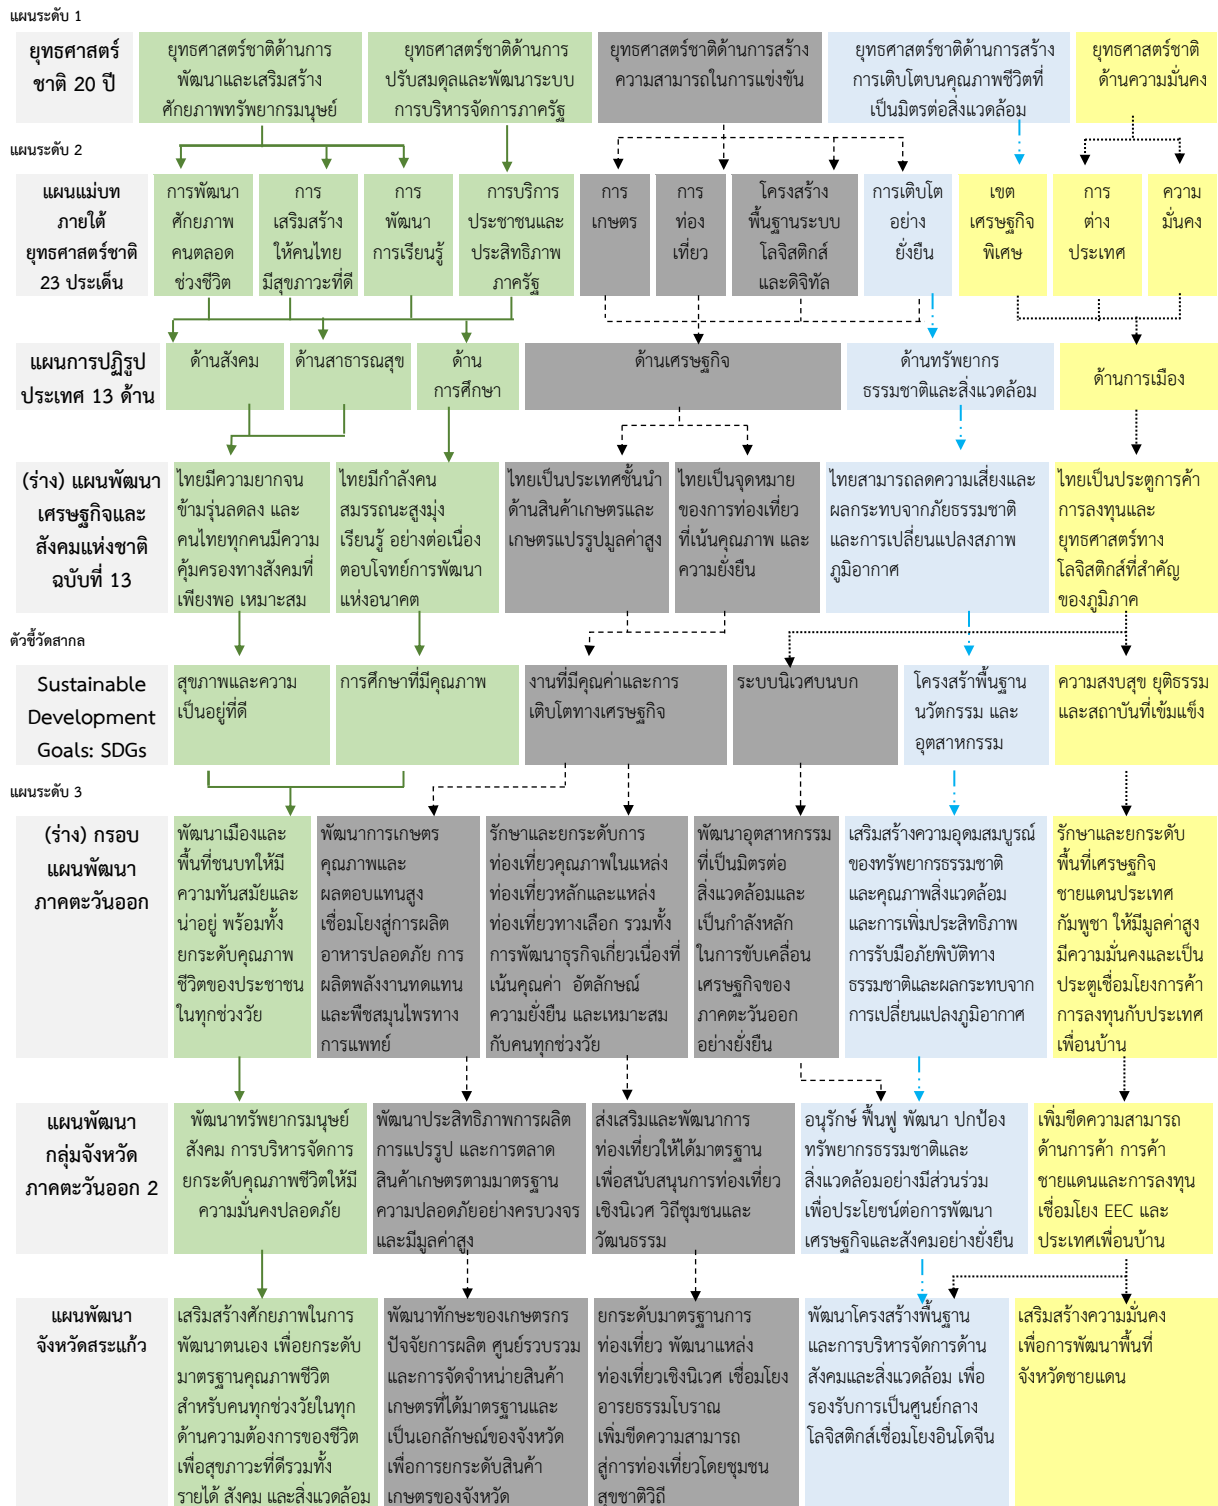 แผนระดับ 1
ยุทธศาสตร์
ชาติ 20 ปี
ยุทธศาสตร์ชาติด้านการ
พัฒนาและเสริมสร้าง
ศักยภาพทรัพยากรมนุษย์
ยุทธศาสตร์ชาติด้านการ
ปรับสมดุลและพัฒนาระบบ
การบริหารจัดการภาครัฐ
ยุทธศาสตร์ชาติด้านการสร้าง
ความสามารถในการแข่งขัน
ยุทธศาสตร์ชาติด้านการสร้าง
การเติบโตบนคุณภาพชีวิตที่
เป็นมิตรต่อสิ่งแวดล้อม
ยุทธศาสตร์ชาติ
ด้านความมั่นคง
แผนระดับ 2
แผนแม่บท
ภายใต้
ยุทธศาสตร์ชาติ
23 ประเด็น
การพัฒนา
ศักยภาพ
คนตลอด
ช่วงชีวิต
การ
เสริมสร้าง
ให้คนไทย
มีสุขภาวะที่ดี
การ
พัฒนา
การเรียนรู้
การบริการ
ประชาชนและ
ประสิทธิภาพ
ภาครัฐ
การ
เกษตร
การ
ท่อง
เที่ยว
โครงสร้าง
พื้นฐานระบบ
โลจิสติกส์
และดิจิทัล
การเติบโต
อย่าง
ยั่งยืน
เขต
เศรษฐกิจ
พิเศษ
การ
ต่าง
ประเทศ
ความ
มั่นคง
แผนการปฏิรูป
ประเทศ 13 ด้าน
ด้านสังคม
ด้านสาธารณสุข
ด้าน
การศึกษา
ด้านเศรษฐกิจ
ด้านทรัพยากร
ธรรมชาติและสิ่งแวดล้อม
ด้านการเมือง
(ร่าง) แผนพัฒนา
เศรษฐกิจและ
สังคมแห่งชาติ
ฉบับที่ 13
ไทยมีความยากจน
ข้ามรุ่นลดลง และ
คนไทยทุกคนมีความ
คุ้มครองทางสังคมที่
เพียงพอ เหมาะสม
ไทยมีกำลังคน
สมรรถนะสูงมุ่ง
เรียนรู้ อย่างต่อเนื่อง
ตอบโจทย์การพัฒนา
แห่งอนาคต
ไทยเป็นประเทศชั้นนำ
ด้านสินค้าเกษตรและ
เกษตรแปรรูปมูลค่าสูง
ไทยเป็นจุดหมาย
ของการท่องเที่ยว
ที่เน้นคุณภาพ และ
ความยั่งยืน
ไทยสามารถลดความเสี่ยงและ
ผลกระทบจากภัยธรรมชาติ
และการเปลี่ยนแปลงสภาพ
ภูมิอากาศ
ไทยเป็นประตูการค้า
การลงทุนและ
ยุทธศาสตร์ทาง
โลจิสติกส์ที่สำคัญ
ของภูมิภาค
ตัวชี้วัดสากล
Sustainable
Development
Goals: SDGs
สุขภาพและความ
เป็นอยู่ที่ดี
การศึกษาที่มีคุณภาพ
งานที่มีคุณค่าและการ
เติบโตทางเศรษฐกิจ
ระบบนิเวศบนบก
โครงสร้าพื้นฐาน
นวัตกรรม และ
อุตสาหกรรม
ความสงบสุข ยุติธรรม
และสถาบันที่เข้มแข็ง
แผนระดับ 3
(ร่าง) กรอบ
แผนพัฒนา
ภาคตะวันออก
พัฒนาเมืองและ
พื้นที่ชนบทให้มี
ความทันสมัยและ
น่าอยู่ พร้อมทั้ง
ยกระดับคุณภาพ
ชีวิตของประชาชน
ในทุกช่วงวัย
พัฒนาการเกษตร
คุณภาพและ
ผลตอบแทนสูง
เชื่อมโยงสู่การผลิต
อาหารปลอดภัย การ
ผลิตพลังงานทดแทน
และพืชสมุนไพรทาง
การแพทย์
รักษาและยกระดับการ
ท่องเที่ยวคุณภาพในแหล่ง
ท่องเที่ยวหลักและแหล่ง
ท่องเที่ยวทางเลือก รวมทั้ง
การพัฒนาธุรกิจเกี่ยวเนื่องที่
เน้นคุณค่า อัตลักษณ์
ความยั่งยืน และเหมาะสม
กับคนทุกช่วงวัย
พัฒนาอุตสาหกรรม
ที่เป็นมิตรต่อ
สิ่งแวดล้อมและ
เป็นกำลังหลัก
ในการขับเคลื่อน
เศรษฐกิจของ
ภาคตะวันออก
อย่างยั่งยืน
เสริมสร้างความอุดมสมบูรณ์
ของทรัพยากรธรรมชาติ
และคุณภาพสิ่งแวดล้อม
และการเพิ่มประสิทธิภาพ
การรับมือภัยพิบัติทาง
ธรรมชาติและผลกระทบจาก
การเปลี่ยนแปลงภูมิอากาศ
รักษาและยกระดับ
พื้นที่เศรษฐกิจ
ชายแดนประเทศ
กัมพูชา ให้มีมูลค่าสูง
มีความมั่นคงและเป็น
ประตูเชื่อมโยงการค้า
การลงทุนกับประเทศ
เพื่อนบ้าน
แผนพัฒนา
กลุ่มจังหวัด
ภาคตะวันออก 2
พัฒนาทรัพยากรมนุษย์
สังคม การบริหารจัดการ
ยกระดับคุณภาพชีวิตให้มี
ความมั่นคงปลอดภัย
พัฒนาประสิทธิภาพการผลิต
การแปรรูป และการตลาด
สินค้าเกษตรตามมาตรฐาน
ความปลอดภัยอย่างครบวงจร
และมีมูลค่าสูง
ส่งเสริมและพัฒนาการ
ท่องเที่ยวให้ได้มาตรฐาน
เพื่อสนับสนุนการท่องเที่ยว
เชิงนิเวศ วิถีชุมชนและ
วัฒนธรรม
อนุรักษ์ ฟื้นฟู พัฒนา ปกป้อง
ทรัพยากรธรรมชาติและ
สิ่งแวดล้อมอย่างมีส่วนร่วม
เพื่อประโยชน์ต่อการพัฒนา
เศรษฐกิจและสังคมอย่างยั่งยืน
เพิ่มขีดความสามารถ
ด้านการค้า การค้า
ชายแดนและการลงทุน
เชื่อมโยง EEC และ
ประเทศเพื่อนบ้าน
แผนพัฒนา
จังหวัดสระแก้ว
เสริมสร้างศักยภาพในการ
พัฒนาตนเอง เพื่อยกระดับ
มาตรฐานคุณภาพชีวิต
สำหรับคนทุกช่วงวัยในทุก
ด้านความต้องการของชีวิต
เพื่อสุขภาวะที่ดีรวมทั้ง
รายได้ สังคม และสิ่งแวดล้อม
พัฒนาทักษะของเกษตรกร
ปัจจัยการผลิต ศูนย์รวบรวม
และการจัดจำหน่ายสินค้า
เกษตรที่ได้มาตรฐานและ
เป็นเอกลักษณ์ของจังหวัด
เพื่อการยกระดับสินค้า
เกษตรของจังหวัด
ยกระดับมาตรฐานการ
ท่องเที่ยว พัฒนาแหล่ง
ท่องเที่ยวเชิงนิเวศ เชื่อมโยง
อารยธรรมโบราณ
เพิ่มขีดความสามารถ
สู่การท่องเที่ยวโดยชุมชน
สุขชาติวิถี
พัฒนาโครงสร้างพื้นฐาน
และการบริหารจัดการด้าน
สังคมและสิ่งแวดล้อม เพื่อ
รองรับการเป็นศูนย์กลาง
โลจิสติกส์เชื่อมโยงอินโดจีน
เสริมสร้างความมั่นคง
เพื่อการพัฒนาพื้นที่
จังหวัดชายแดน